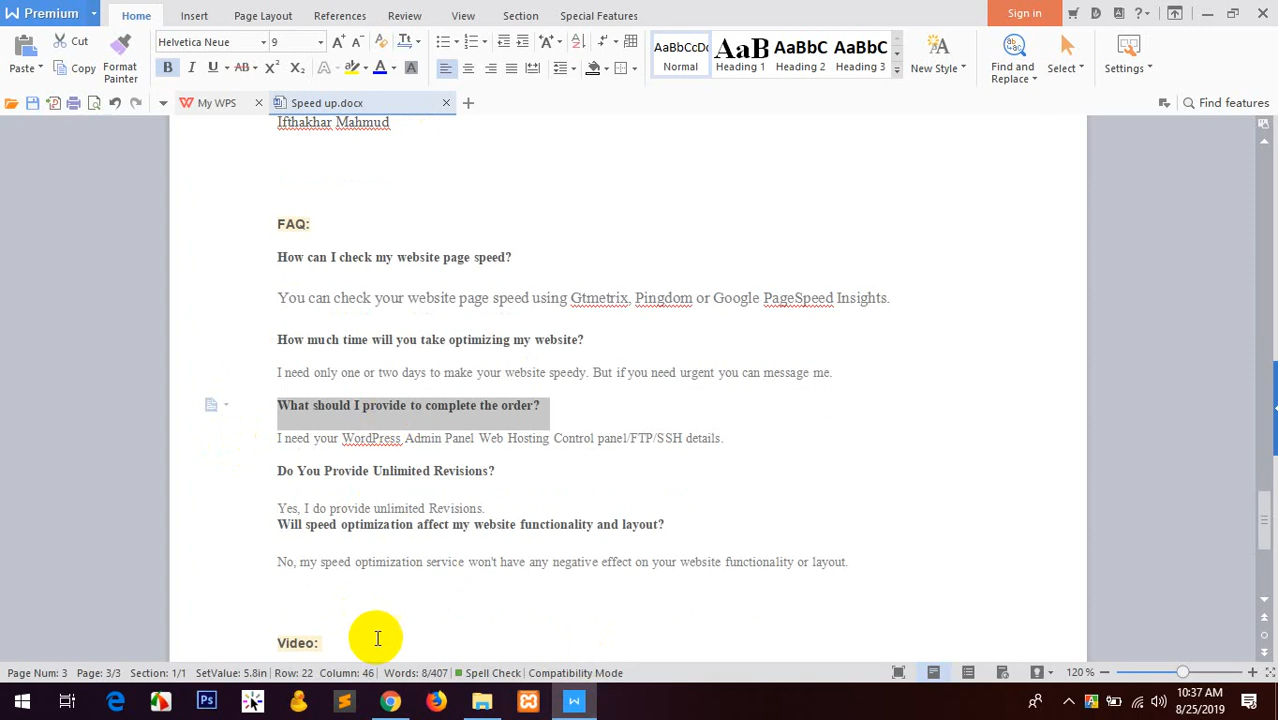 Premium
Home
Insert
Page Layout
References
Review
View
Section
Special Features
Sign in
Cut
Paste
Copy
Format
Painter
Helvetica Neue
9
AaBbCcDd
Normal
AaB
Heading 1
AaBbC
Heading 2
AaBbC
Heading 3
New Style
Find and
Replace
Select
Settings
My WPS
Speed up.docx
Find features
Ifthakhar Mahmud
FAQ:
How can I check my website page speed?
You can check your website page speed using Gtmetrix, Pingdom or Google PageSpeed Insights.
How much time will you take optimizing my website?
I need only one or two days to make your website speedy. But if you need urgent you can message me.
What should I provide to complete the order?
I need your WordPress Admin Panel Web Hosting Control panel/FTP/SSH details.
Do You Provide Unlimited Revisions?
Yes, I do provide unlimited Revisions.
Will speed optimization affect my website functionality and layout?
No, my speed optimization service won't have any negative effect on your website functionality or layout.
Video:
Page Num: 3 Page: 3/3 Section: 1/1 SetValue: 5.8in Row: 22 Column: 46 Words: 8/407 Spell Check Compatibility Mode 120 %
10:37 AM
8/25/2019